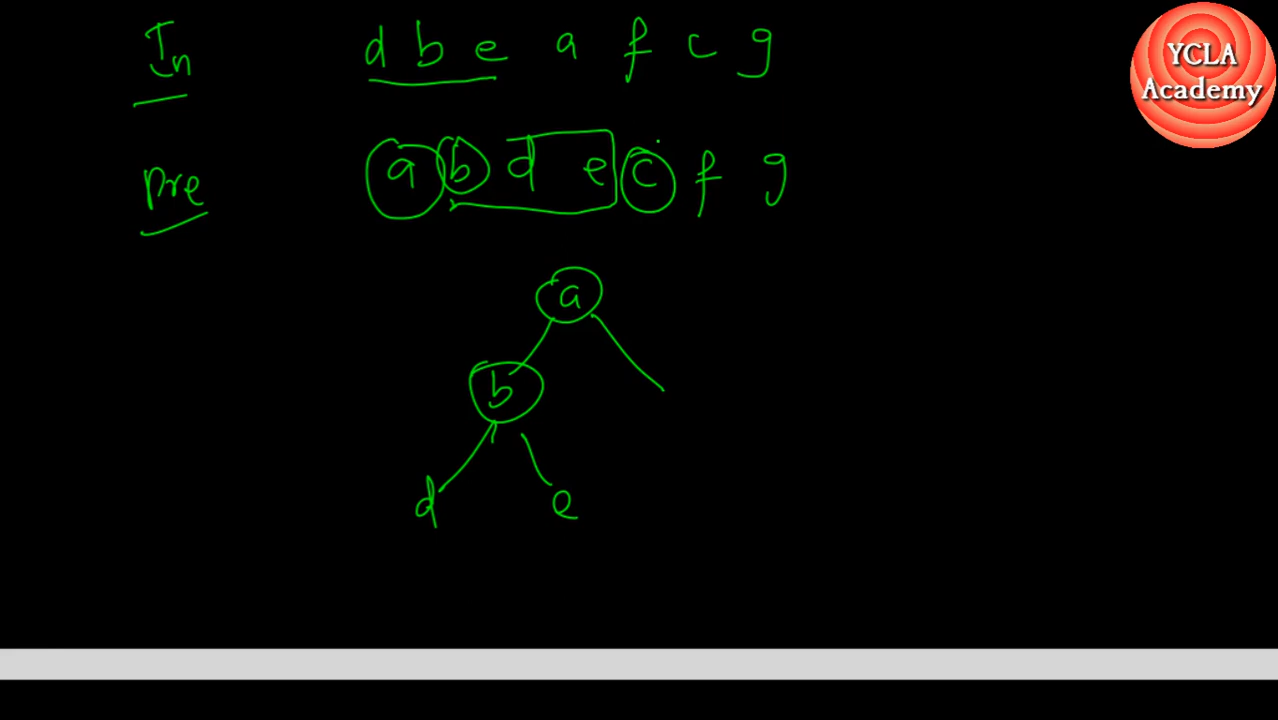 In d b e a f c g
YCLA
Academy
Pre a b d e c f g
a
b
d e